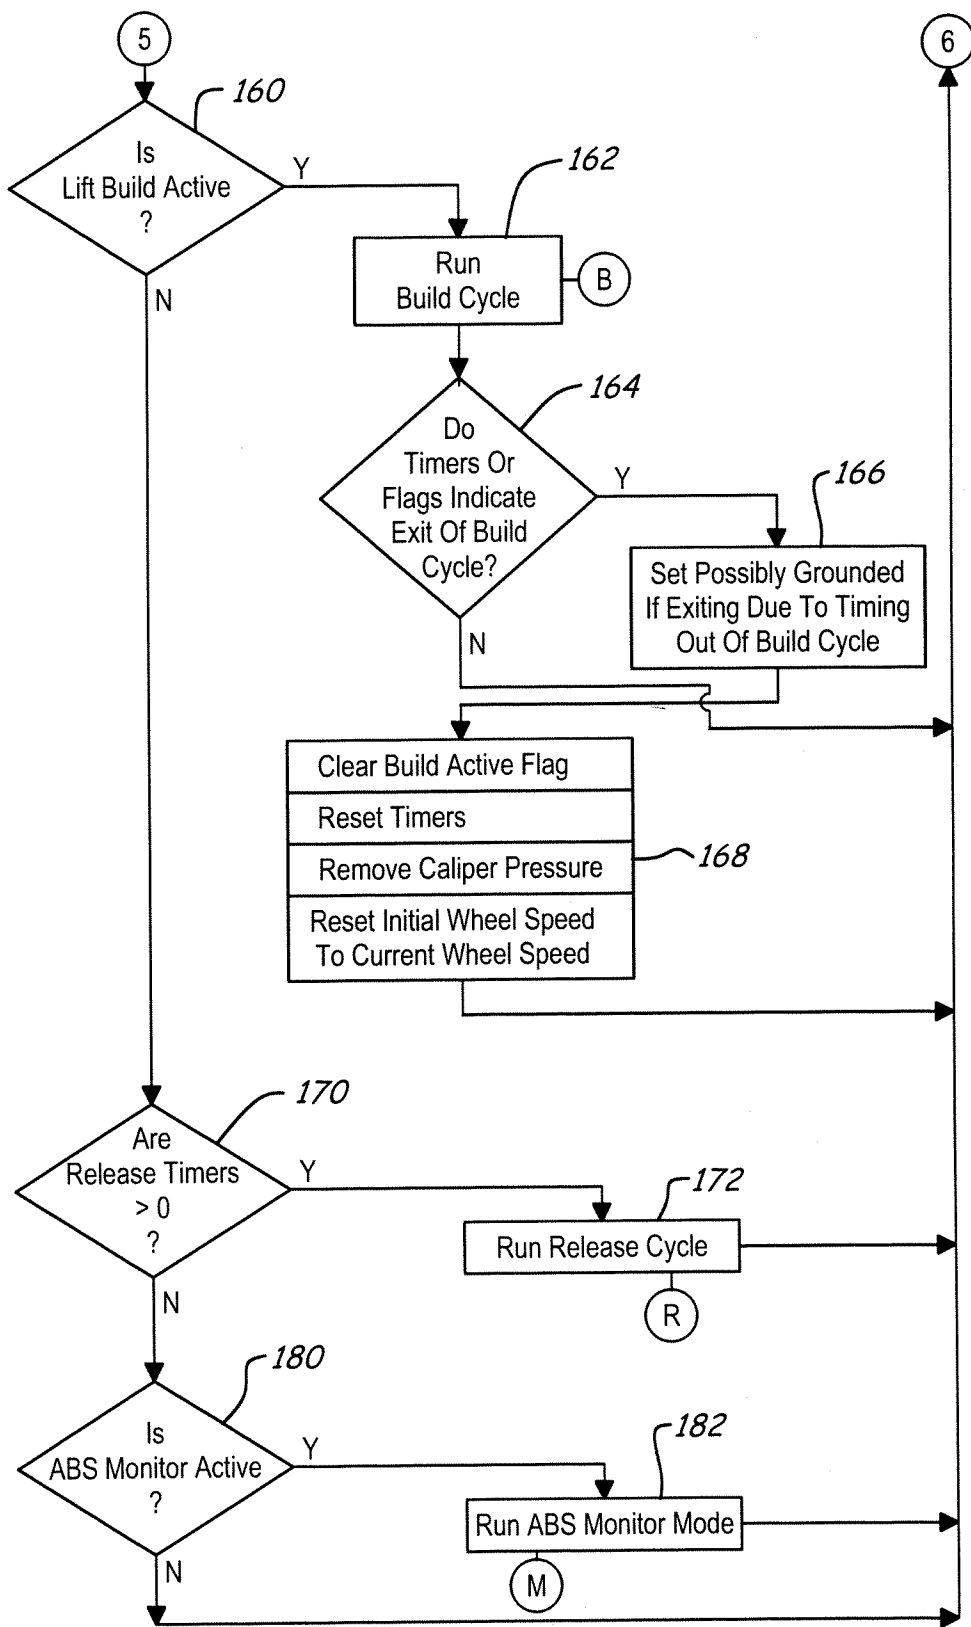 5
6
160
Is
Lift Build Active
?
Y
N
162
Run
Build Cycle
B
164
Do
Timers Or
Flags Indicate
Exit Of Build
Cycle?
Y
N
166
Set Possibly Grounded
If Exiting Due To Timing
Out Of Build Cycle
Clear Build Active Flag
Reset Timers
Remove Caliper Pressure
Reset Initial Wheel Speed
To Current Wheel Speed
168
170
Are
Release Timers
> 0
?
Y
N
172
Run Release Cycle
R
180
Is
ABS Monitor Active
?
Y
N
182
Run ABS Monitor Mode
M